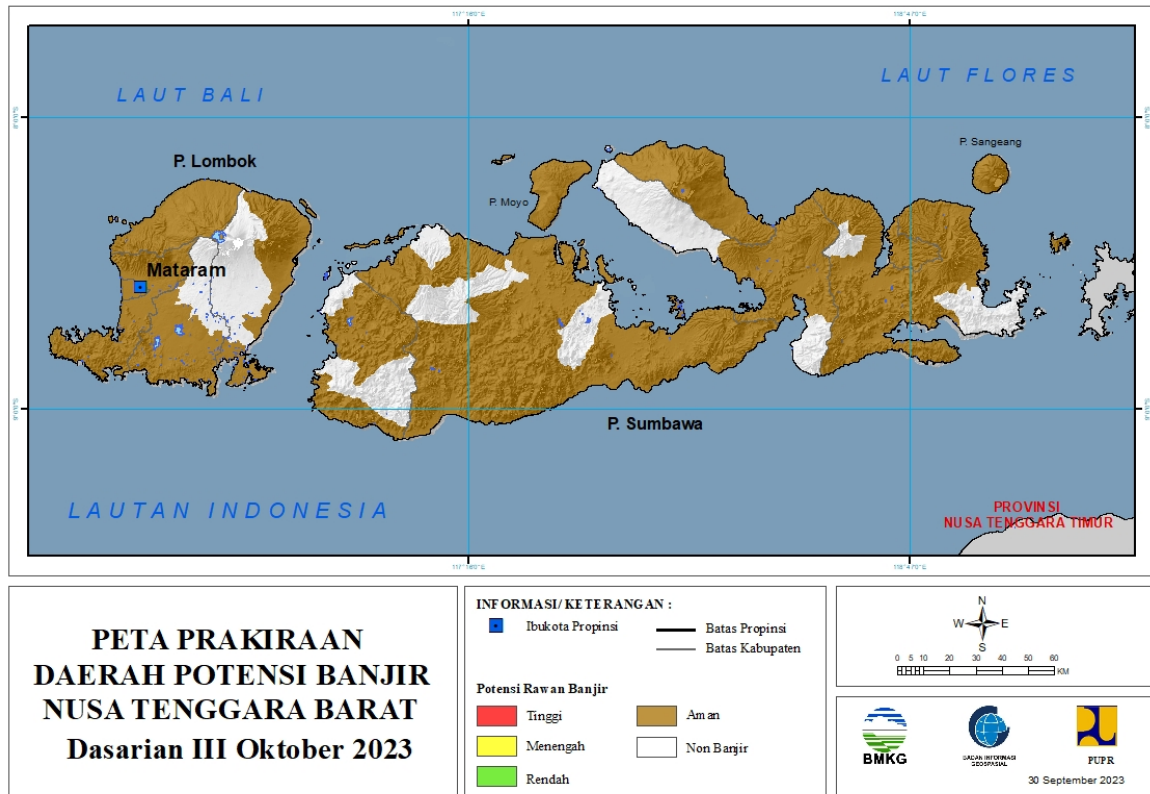 LAUT BALI
LAUT FLORES
P. Lombok
P. Sangeang
P. Moyo
Mataram
P. Sumbawa
LAUTAN INDONESIA
PROVINSI
NUSA TENGGARA TIMUR
PETA PRAKIRAAN
DAERAH POTENSI BANJIR
NUSA TENGGARA BARAT
Dasarian III Oktober 2023
INFORMASI/ KETERANGAN :
Ibukota Propinsi
Batas Propinsi
Batas Kabupaten
Potensi Rawan Banjir
Tinggi
Aman
Menengah
Non Banjir
Rendah
N
W E
S
0 5 10 20 30 40 50 60
KM
BMKG
BADAN INFORMASI
GEOSPASIAL
PUPR
30 September 2023